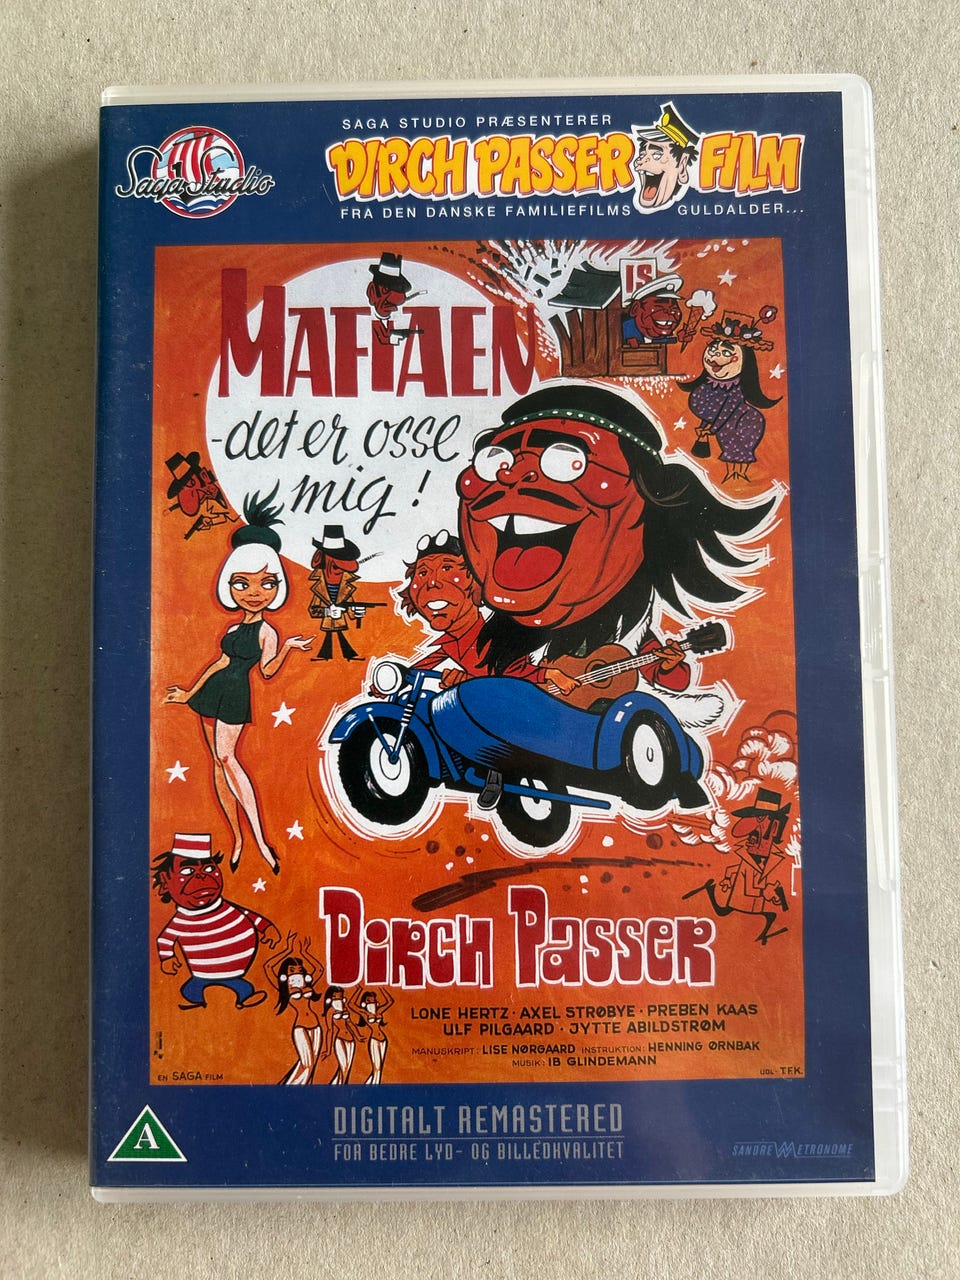 Saga Studio
SAGA STUDIO PRÆSENTERER
DIRCH PASSER FILM
FRA DEN DANSKE FAMILIEFILMS GULDALDER...
IS
MAFIAEN
-det er osse
mig!
DIRCH PASSER
LONE HERTZ · AXEL STRØBYE · PREBEN KAAS
ULF PILGAARD · JYTTE ABILDSTRØM
MANUSKRIPT: LISE NØRGAARD INSTRUKTION: HENNING ØRNBAK
MUSIK: IB GLINDEMANN
EN SAGA FILM
UDL. T.F.K.
DIGITALT REMASTERED
FOR BEDRE LYD- OG BILLEDKVALITET
A
SANDREW METRONOME